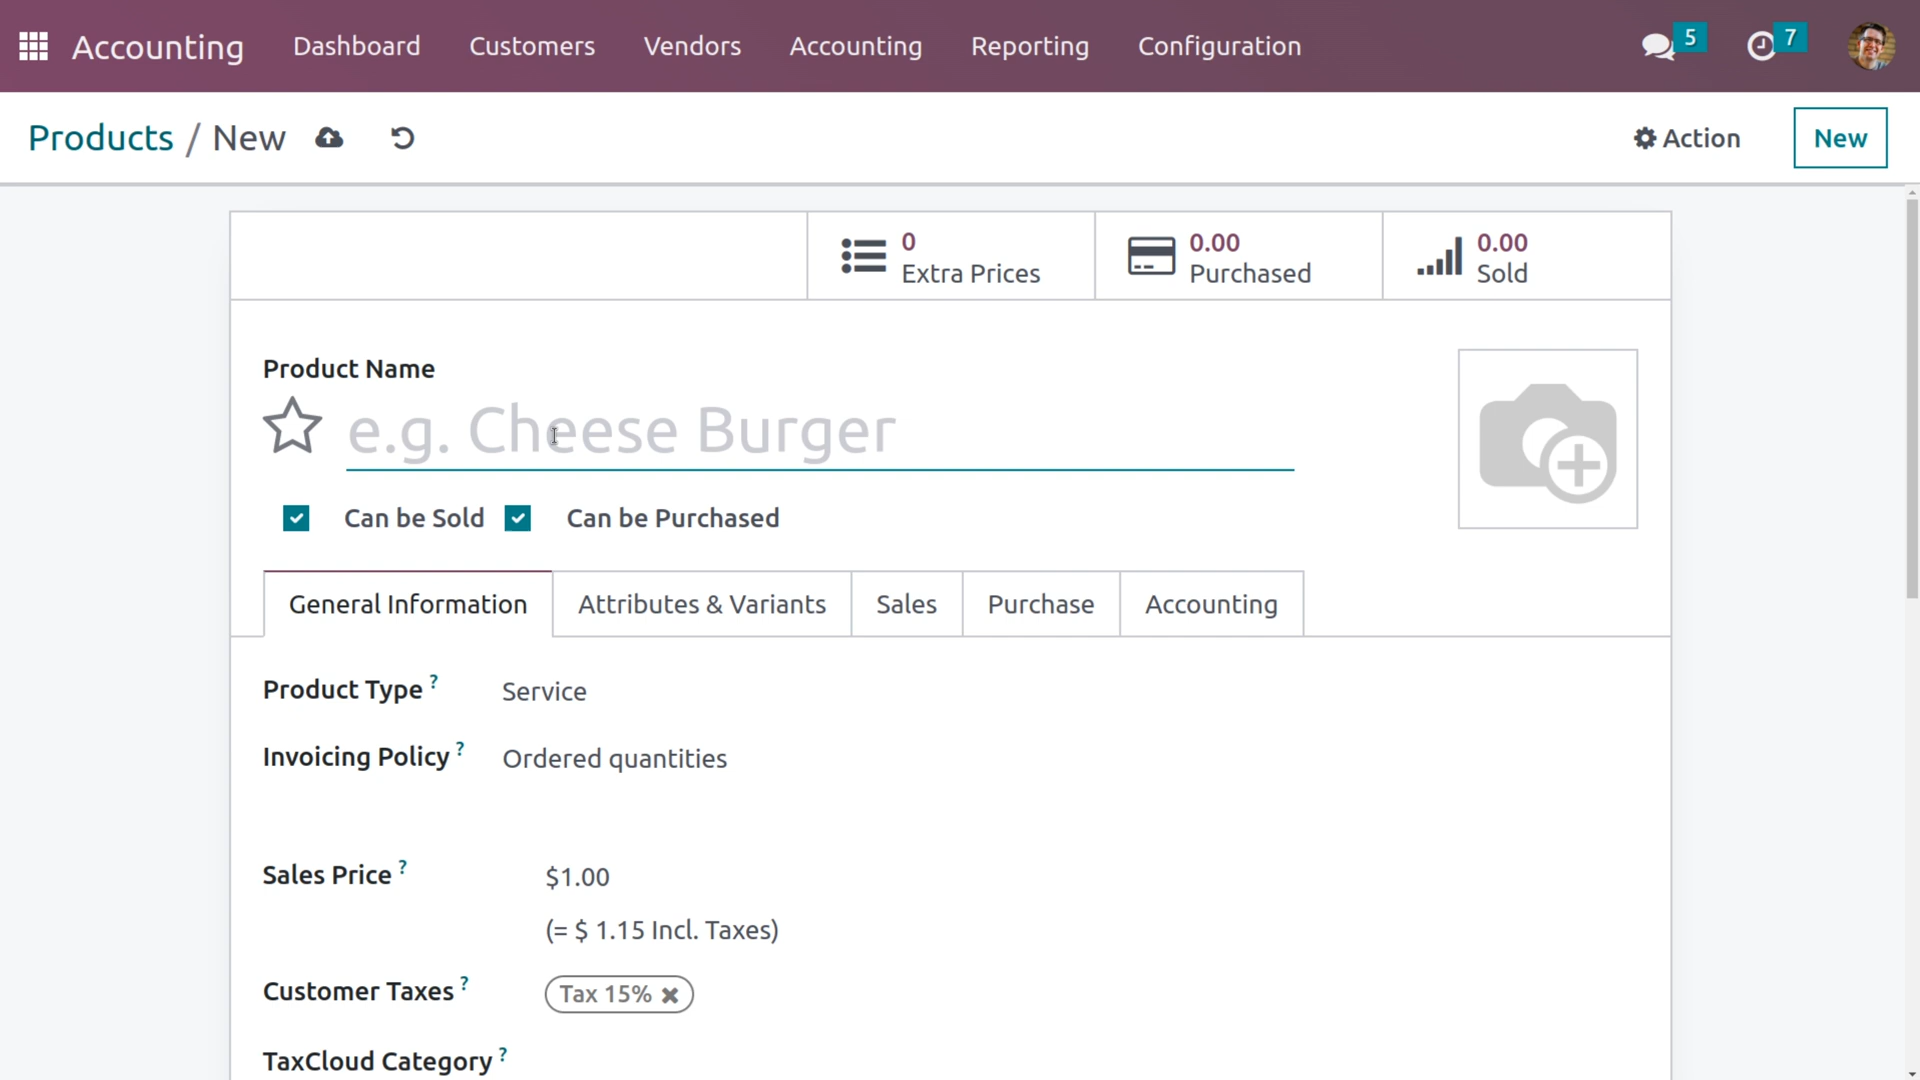 Accounting Dashboard Customers Vendors Accounting Reporting Configuration 5 7
Products / New Action New
0 Extra Prices
0.00 Purchased
0.00 Sold
Product Name
e.g. Cheese Burger
Can be Sold Can be Purchased
General Information Attributes & Variants Sales Purchase Accounting
Product Type ? Service
Invoicing Policy ? Ordered quantities
Sales Price ? $1.00
(= $ 1.15 Incl. Taxes)
Customer Taxes ? Tax 15%
TaxCloud Category ?